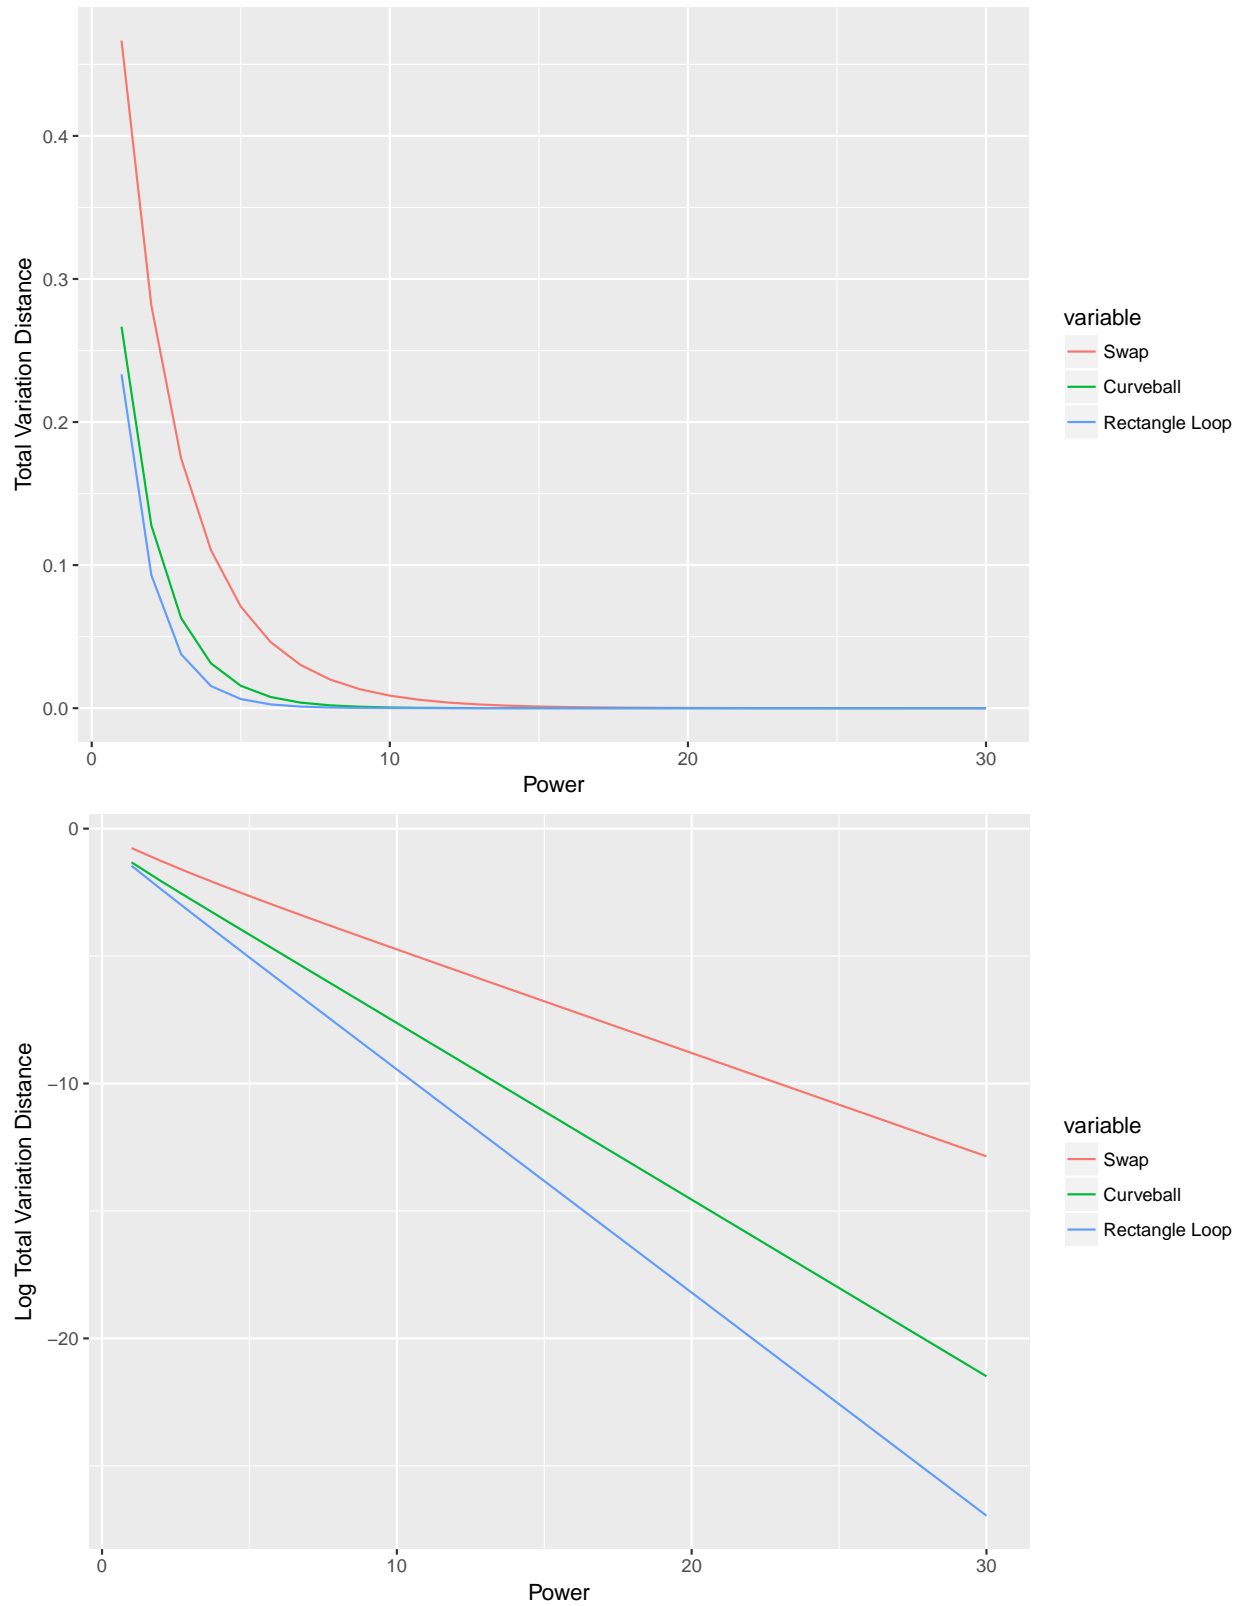 Total Variation Distance
0.4
0.3
0.2
0.1
0.0
0 10 20 30
Power
variable
Swap
Curveball
Rectangle Loop
Log Total Variation Distance
0
−10
−20
0 10 20 30
Power
variable
Swap
Curveball
Rectangle Loop